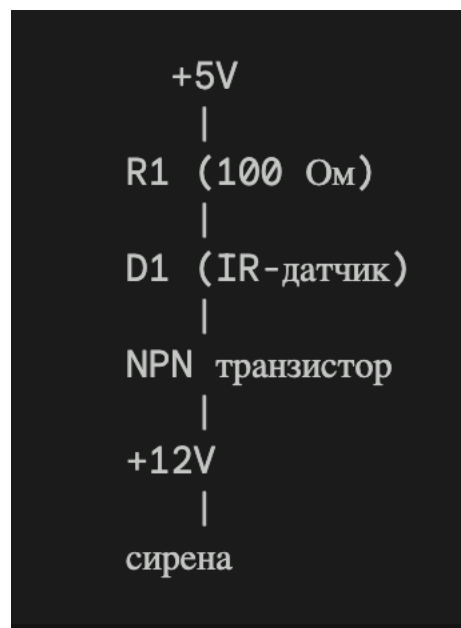 +5V
|
R1 (100 Ом)
|
D1 (IR-датчик)
|
NPN транзистор
|
+12V
|
сирена